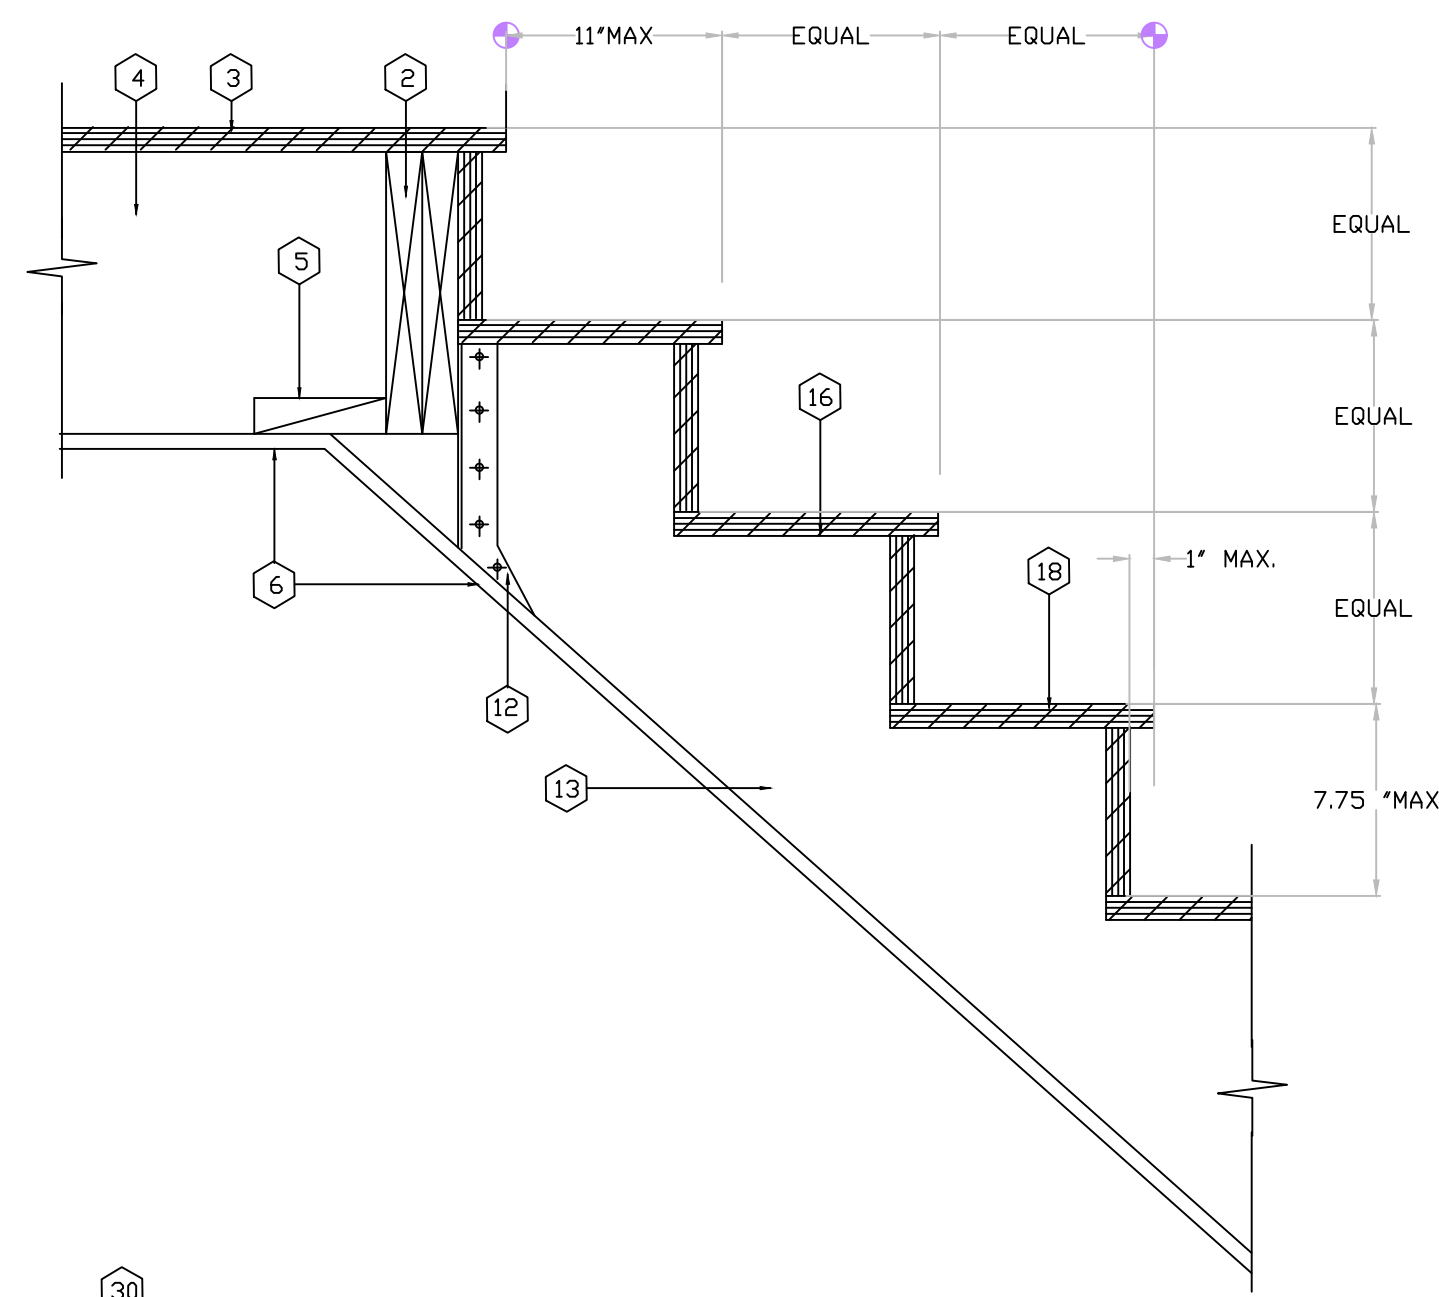 11"MAX EQUAL EQUAL
4 3 2
EQUAL
5
16 EQUAL
1" MAX.
18
6
EQUAL
12
13
7.75 "MAX
30